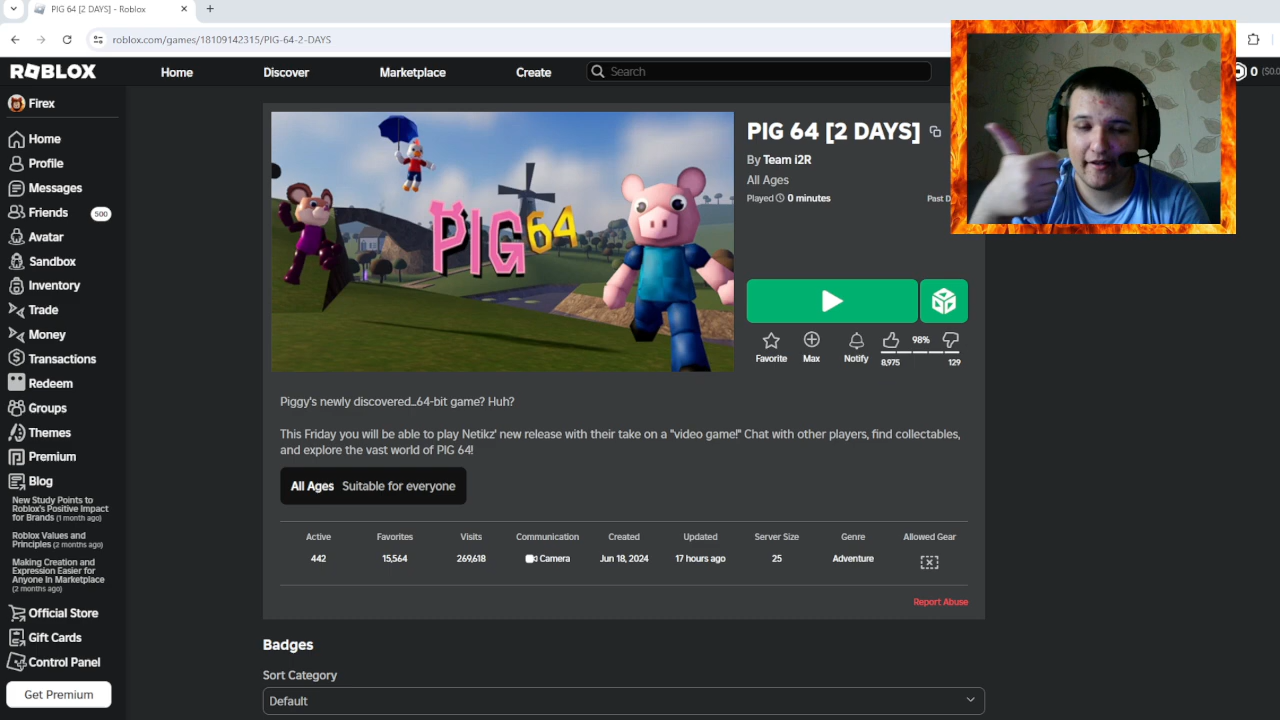 PIG 64 [2 DAYS] - Roblox
roblox.com/games/18109142315/PIG-64-2-DAYS
ROBLOX
Home
Discover
Marketplace
Create
Search
0
Firex
Home
Profile
Messages
Friends
500
Avatar
Sandbox
Inventory
Trade
Money
Transactions
Redeem
Groups
Themes
Premium
Blog
New Study Points to
Roblox's Positive Impact
for Brands (1 month ago)
Roblox Values and
Principles (2 months ago)
Making Creation and
Expression Easier for
Anyone In Marketplace
(2 months ago)
Official Store
Gift Cards
Control Panel
Get Premium
PIG 64
PIG 64 [2 DAYS]
By Team i2R
All Ages
Played 0 minutes
Past D
Favorite
Max
Notify
98%
8,975
129
Piggy's newly discovered...64-bit game? Huh?
This Friday you will be able to play Netikz' new release with their take on a "video game!" Chat with other players, find collectables,
and explore the vast world of PIG 64!
All Ages Suitable for everyone
Active Favorites Visits Communication Created Updated Server Size Genre Allowed Gear
442 15,564 269,618 Camera Jun 18, 2024 17 hours ago 25 Adventure
Report Abuse
Badges
Sort Category
Default